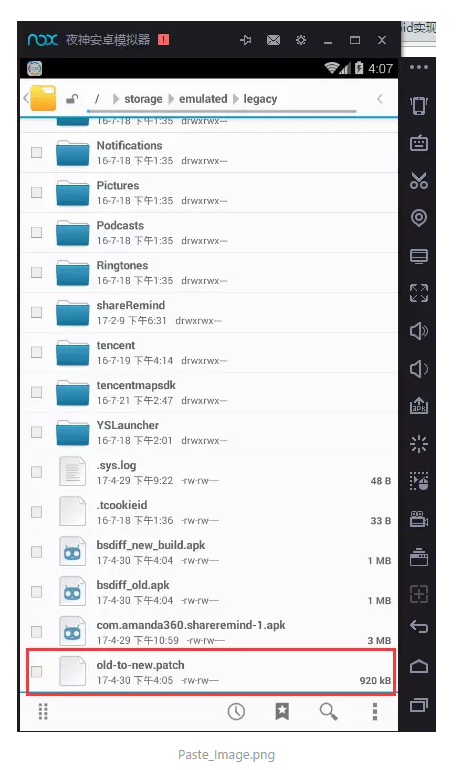 oid实现
nox 夜神安卓模拟器
4:07
/ storage emulated legacy
16-7-18 下午1:35 drwxrwx---
Notifications
16-7-18 下午1:35 drwxrwx---
Pictures
16-7-18 下午1:35 drwxrwx---
Podcasts
16-7-18 下午1:35 drwxrwx---
Ringtones
16-7-18 下午1:35 drwxrwx---
shareRemind
17-2-9 下午6:31 drwxrwx---
tencent
16-7-19 下午4:14 drwxrwx---
tencentmapsdk
16-7-21 下午2:47 drwxrwx---
YSLauncher
16-7-18 下午2:01 drwxrwx---
.sys.log
17-4-29 下午9:22 -rw-rw---- 48 B
.tcookieid
16-7-18 下午1:36 -rw-rw---- 33 B
bsdiff_new_build.apk
17-4-30 下午4:04 -rw-rw---- 1 MB
bsdiff_old.apk
17-4-30 下午4:04 -rw-rw---- 1 MB
com.amanda360.shareremind-1.apk
17-4-29 下午10:59 -rw-rw---- 3 MB
old-to-new.patch
17-4-30 下午4:05 -rw-rw---- 920 kB
Paste_Image.png